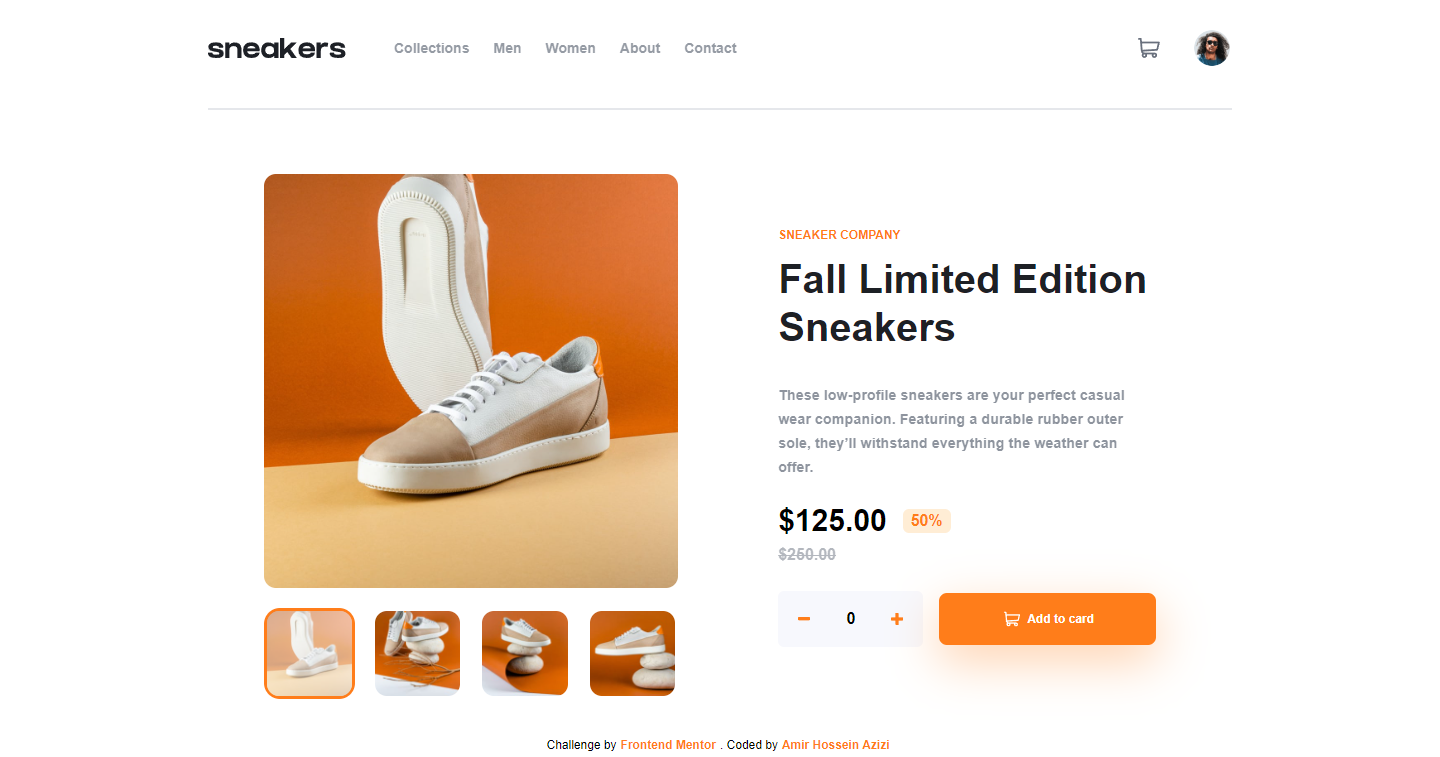 sneakers
Collections Men Women About Contact
SNEAKER COMPANY
Fall Limited Edition
Sneakers
These low-profile sneakers are your perfect casual
wear companion. Featuring a durable rubber outer
sole, they’ll withstand everything the weather can
offer.
$125.00 50%
$250.00
0
Add to card
Challenge by Frontend Mentor . Coded by Amir Hossein Azizi